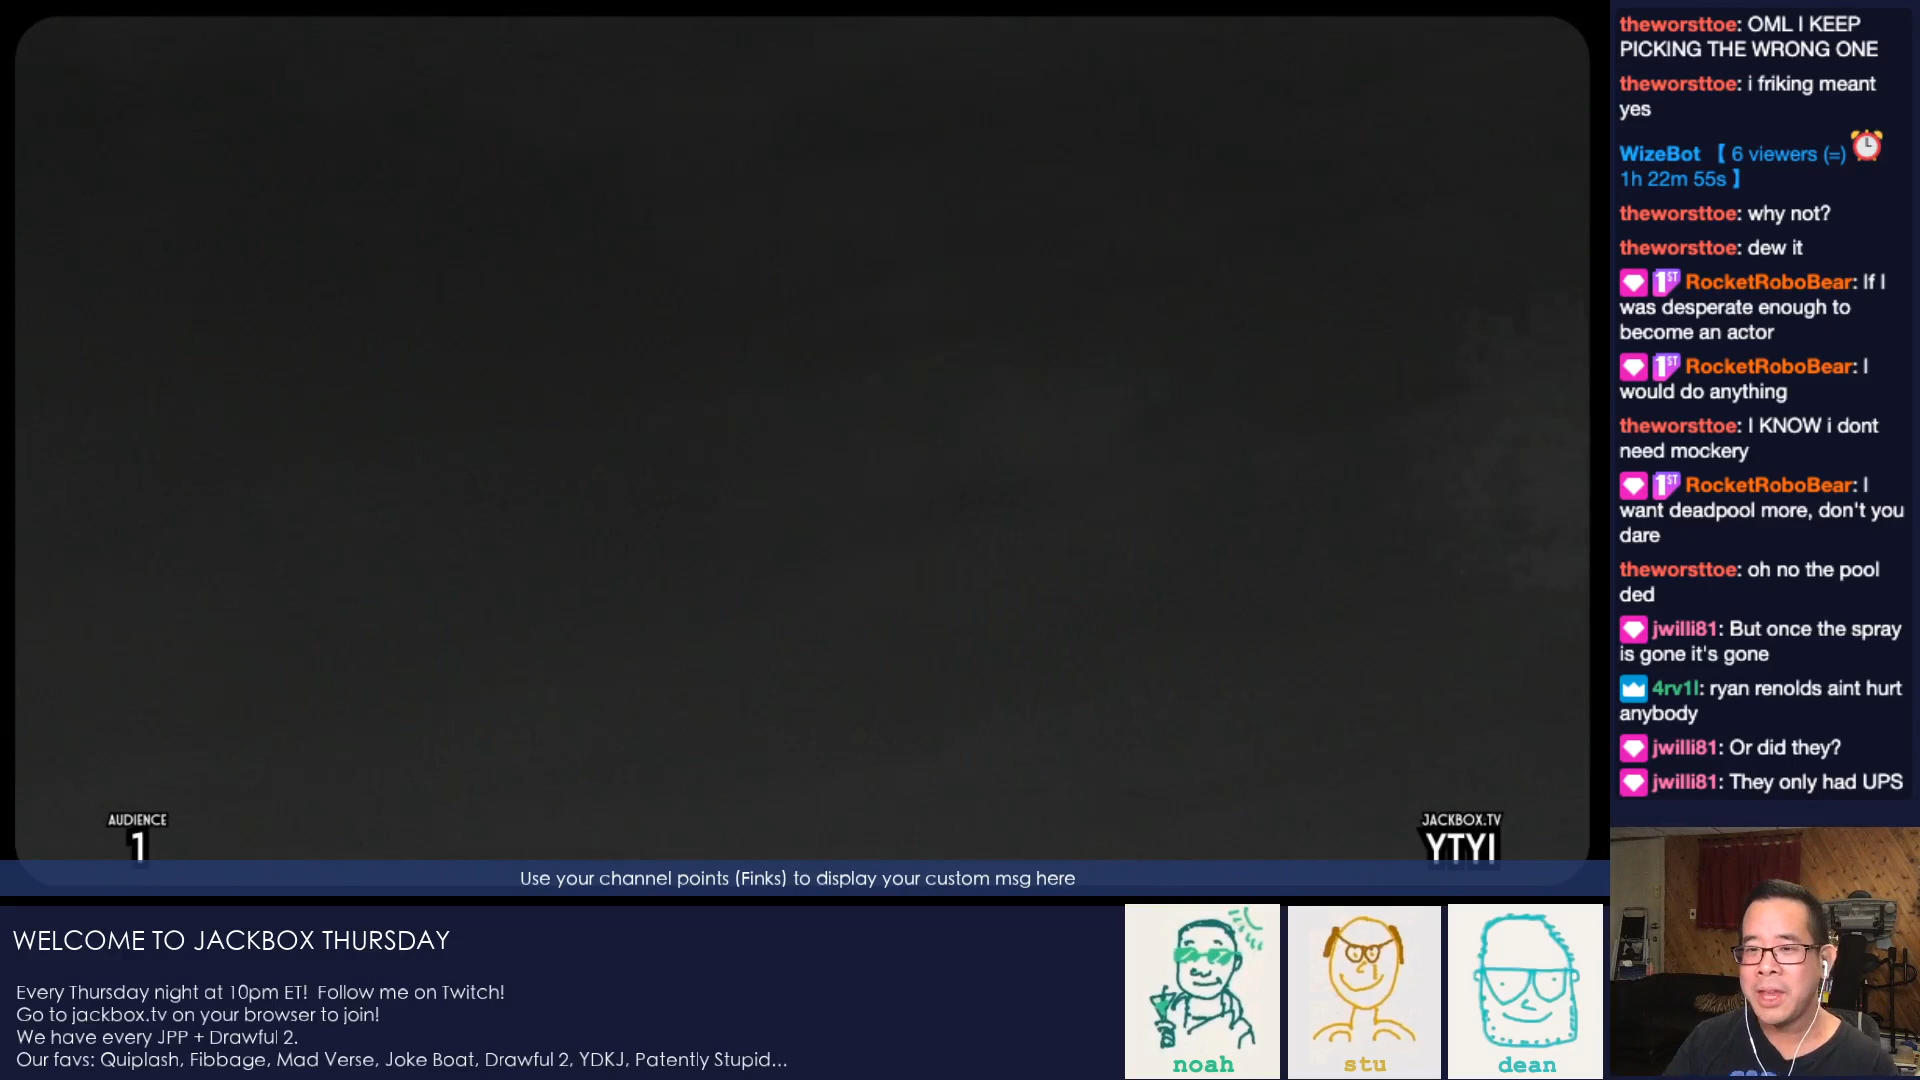 theworsttoe: OML I KEEP
PICKING THE WRONG ONE
theworsttoe: i friking meant
yes
WizeBot 【 6 viewers (=)
1h 22m 55s 】
theworsttoe: why not?
theworsttoe: dew it
1ST RocketRoboBear: If I
was desperate enough to
become an actor
1ST RocketRoboBear: I
would do anything
theworsttoe: I KNOW i dont
need mockery
1ST RocketRoboBear: I
want deadpool more, don't you
dare
theworsttoe: oh no the pool
ded
jwilli81: But once the spray
is gone it's gone
4rv1l: ryan renolds aint hurt
anybody
jwilli81: Or did they?
jwilli81: They only had UPS
AUDIENCE
1
JACKBOX.TV
YTYI
Use your channel points (Finks) to display your custom msg here
WELCOME TO JACKBOX THURSDAY
Every Thursday night at 10pm ET! Follow me on Twitch!
Go to jackbox.tv on your browser to join!
We have every JPP + Drawful 2.
Our favs: Quiplash, Fibbage, Mad Verse, Joke Boat, Drawful 2, YDKJ, Patently Stupid...
noah
stu
dean